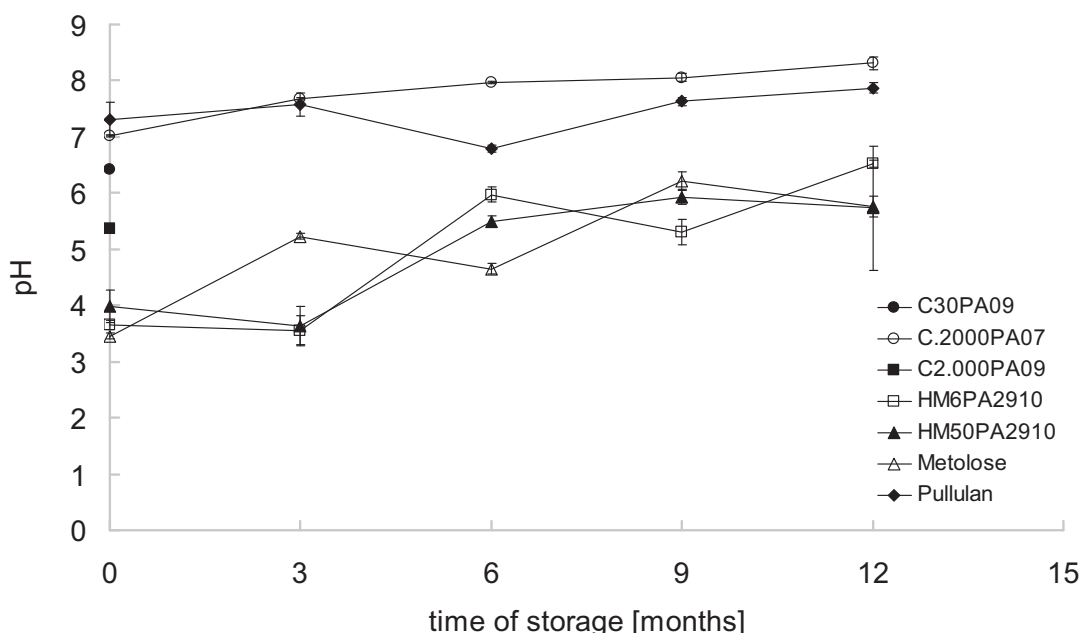 9
8
7
6
5
4
3
2
1
0
pH
C30PA09
C.2000PA07
C2.000PA09
HM6PA2910
HM50PA2910
Metolose
Pullulan
0 3 6 9 12 15
time of storage [months]